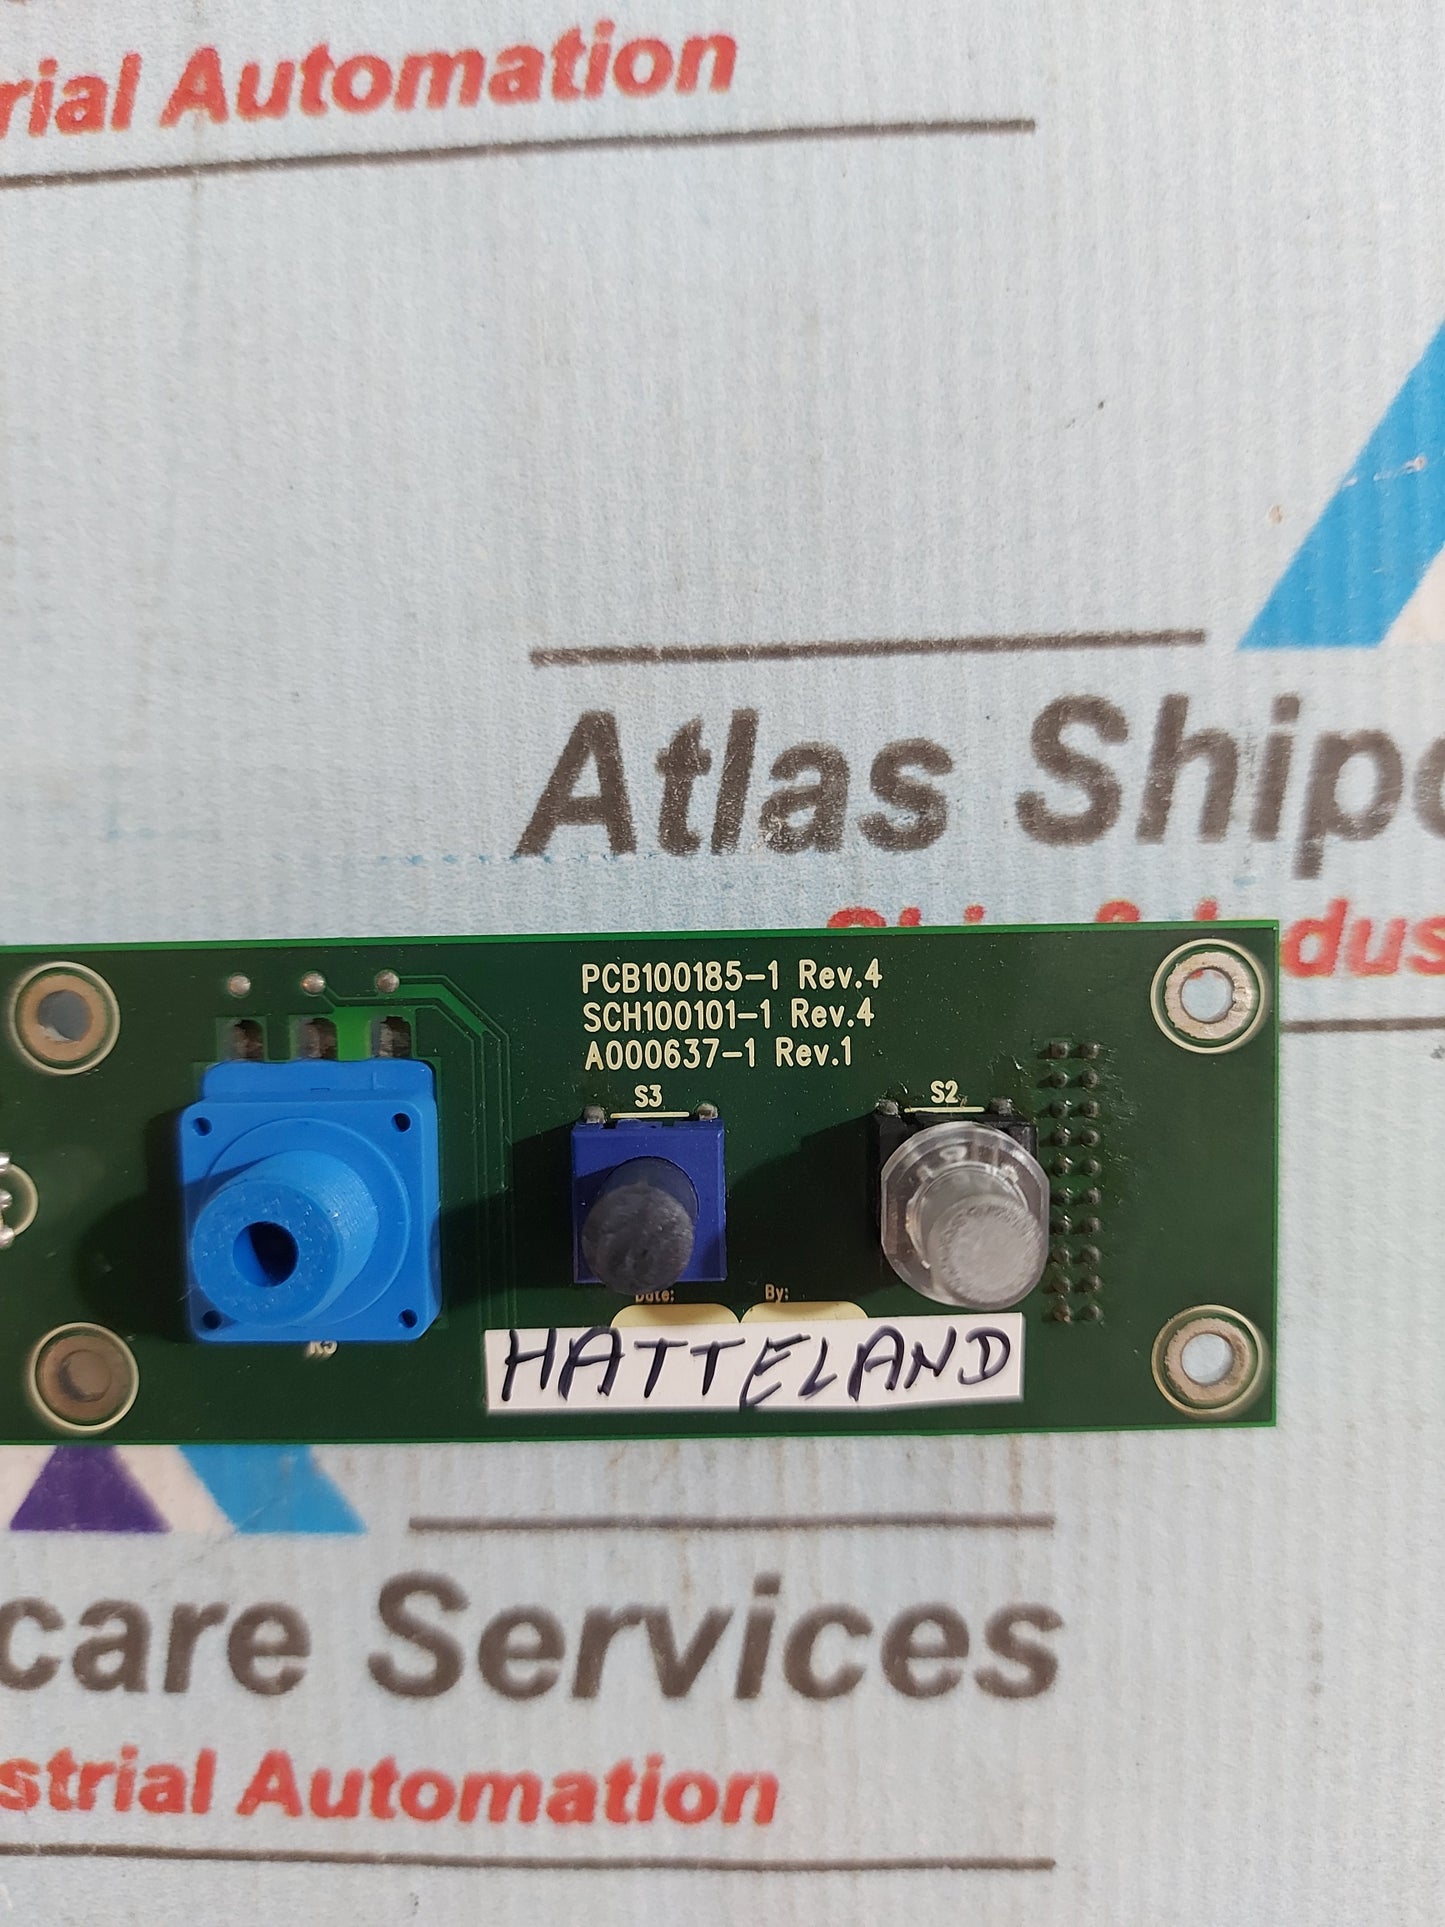 rial Automation
Atlas Ship
PCB100185-1 Rev.4
SCH100101-1 Rev.4
A000637-1 Rev.1
S3
S2
Date:
By:
R5
HATTELAND
care Services
strial Automation